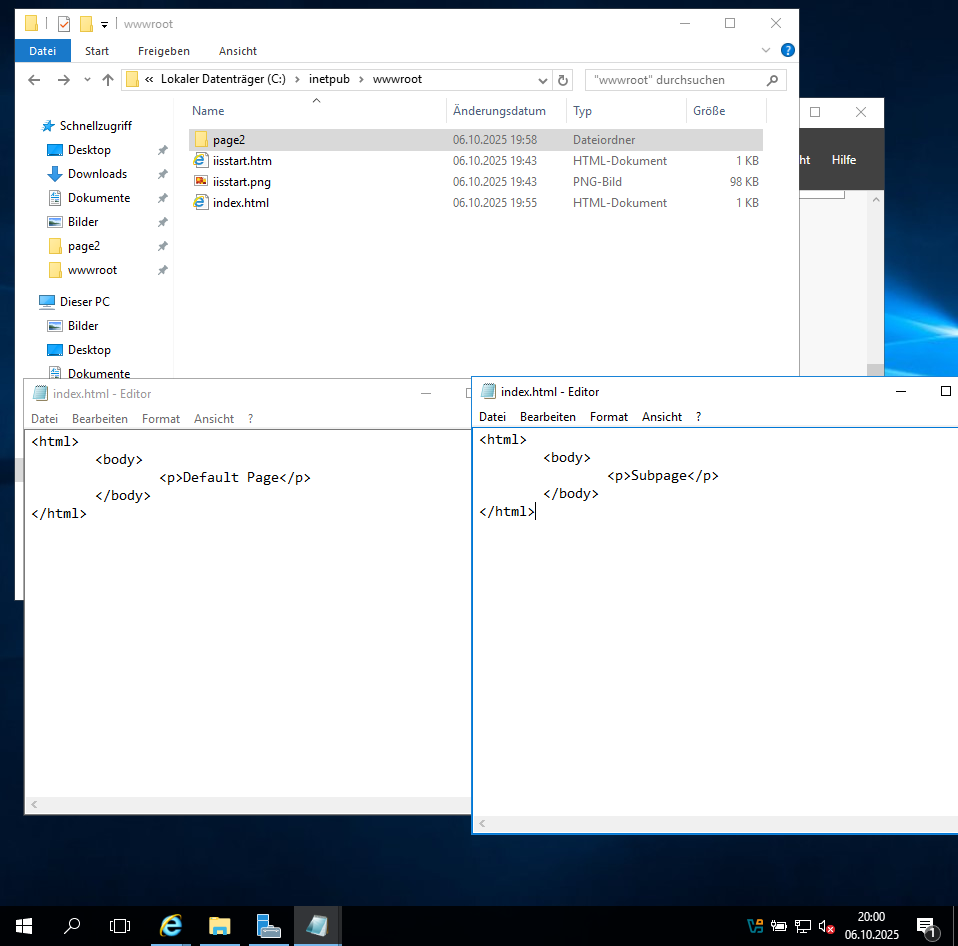 wwwroot
Datei Start Freigeben Ansicht
« Lokaler Datenträger (C:) › inetpub › wwwroot
"wwwroot" durchsuchen
Name Änderungsdatum Typ Größe
page2 06.10.2025 19:58 Dateiordner
iisstart.htm 06.10.2025 19:43 HTML-Dokument 1 KB
iisstart.png 06.10.2025 19:43 PNG-Bild 98 KB
index.html 06.10.2025 19:55 HTML-Dokument 1 KB
Schnellzugriff
Desktop
Downloads
Dokumente
Bilder
page2
wwwroot
Dieser PC
Bilder
Desktop
Dokumente
ht Hilfe
index.html - Editor
Datei Bearbeiten Format Ansicht ?
<html>
<body>
<p>Default Page</p>
</body>
</html>
index.html - Editor
Datei Bearbeiten Format Ansicht ?
<html>
<body>
<p>Subpage</p>
</body>
</html>
20:00
06.10.2025
1